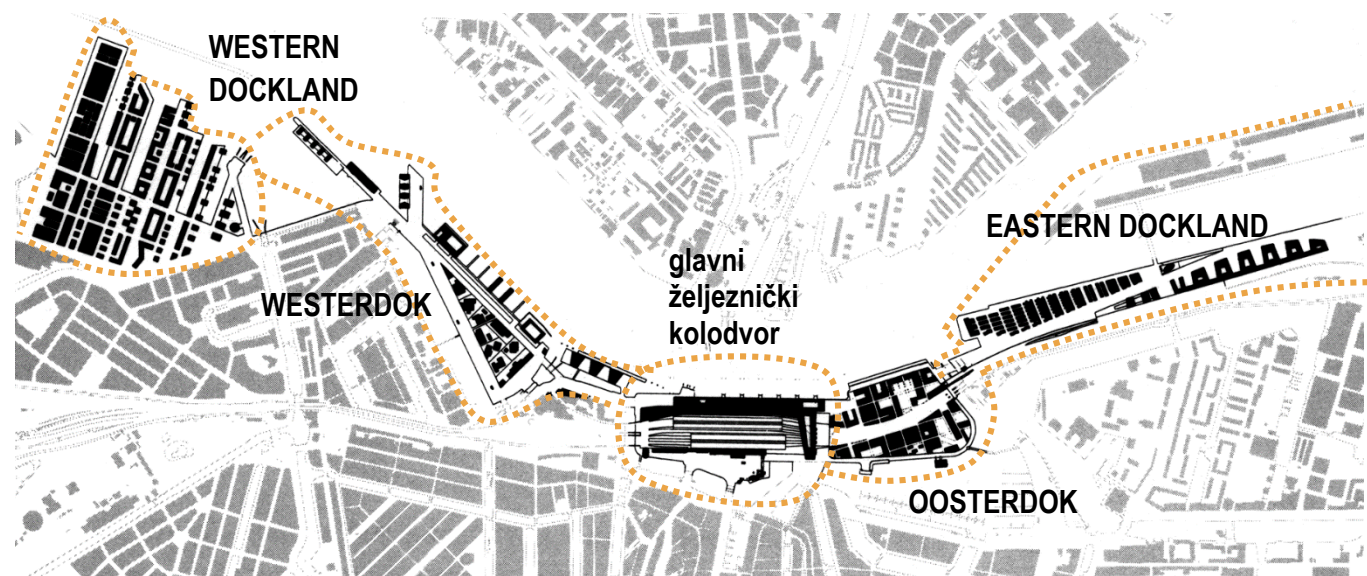 WESTERN
DOCKLAND
EASTERN DOCKLAND
glavni
željeznički
kolodvor
WESTERDOK
OOSTERDOK